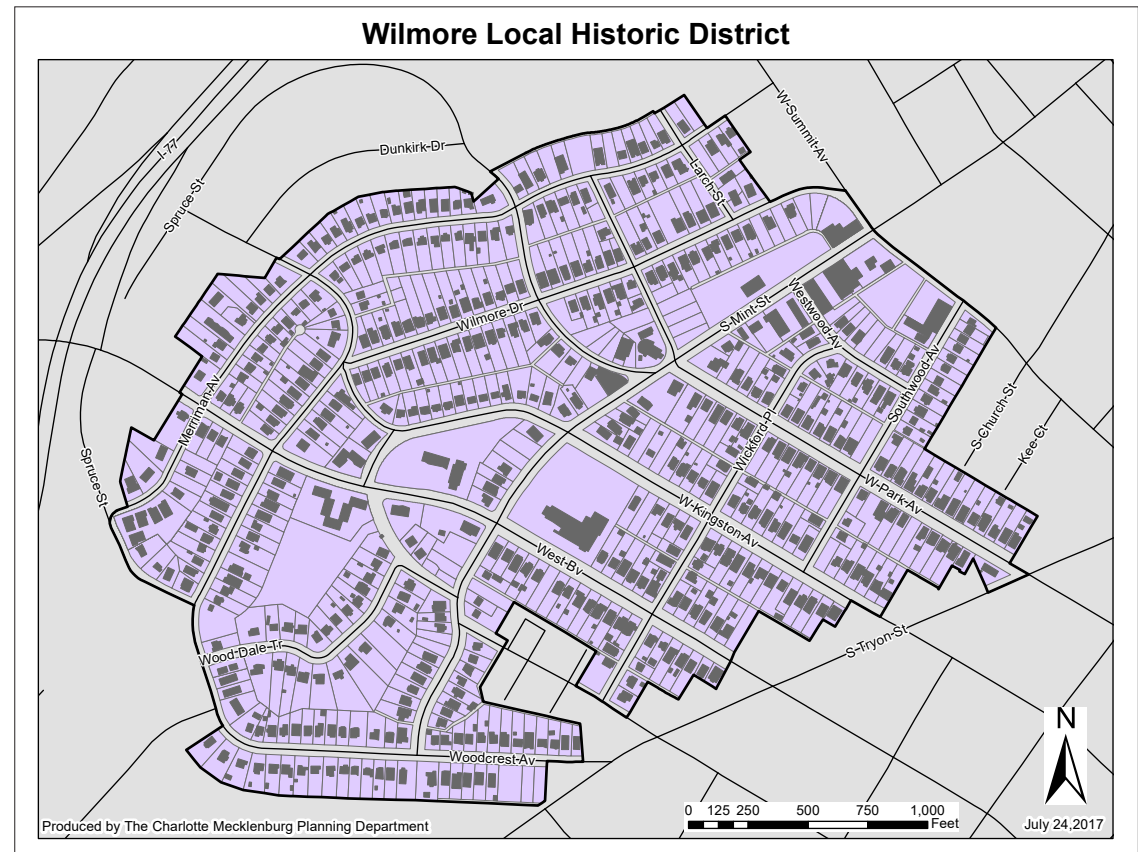 Wilmore Local Historic District
W-Summit-Av
I-77
Dunkirk Dr
Larch-St
Spruce-St
Wilmore-Dr
S-Mint-St
Westwood-Av
Southwood-Av
Merriman-Av
S-Church-St
Kee-Ct
Wickford-Pl
Spruce-St
W-Park-Av
W-Kingston-Av
West-Bv
S-Tryon-St
Wood-Dale-Tr
Woodcrest-Av
N
0 125 250 500 750 1,000
Feet
Produced by The Charlotte Mecklenburg Planning Department
July 24,2017